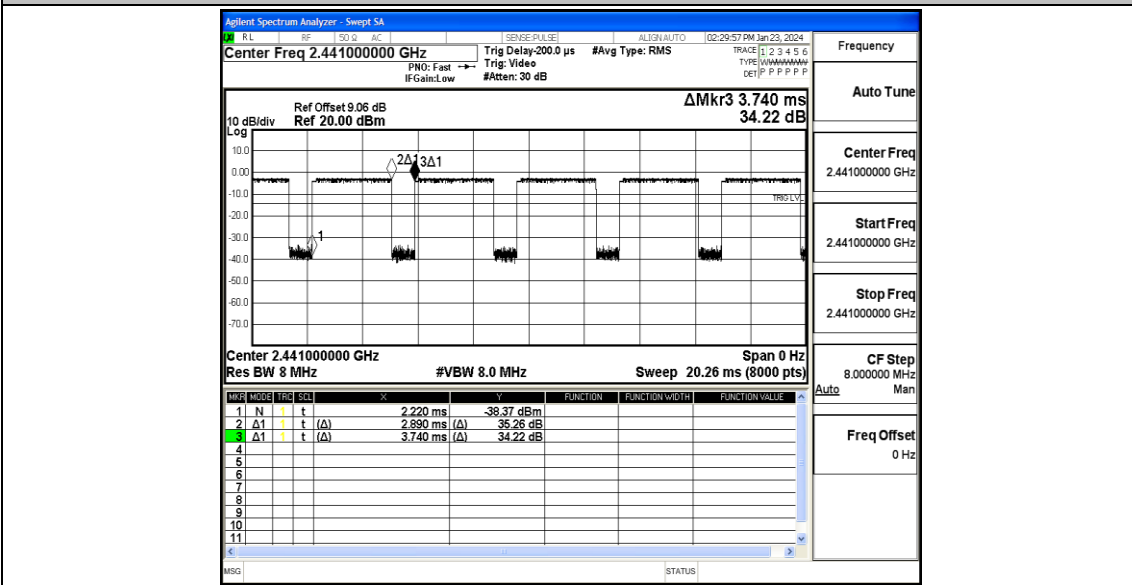 Agilent Spectrum Analyzer - Swept SA
RL RF 50 Ω AC SENSE:PULSE ALIGNAUTO 02:29:57 PM Jan 23, 2024
Center Freq 2.441000000 GHz
PNO: Fast
IFGain:Low
Trig Delay-200.0 µs
Trig: Video
#Atten: 30 dB
#Avg Type: RMS
TRACE 1 2 3 4 5 6
TYPE
DET P P P P P P
ΔMkr3 3.740 ms
34.22 dB
Ref Offset 9.06 dB
10 dB/div Ref 20.00 dBm
Log
10.0
0.00
-10.0
-20.0
-30.0
-40.0
-50.0
-60.0
-70.0
2Δ1
3Δ1
1
TRIG LVL
Center 2.441000000 GHz Span 0 Hz
Res BW 8 MHz #VBW 8.0 MHz Sweep 20.26 ms (8000 pts)
MKR MODE TRC SCL X Y FUNCTION FUNCTION WIDTH FUNCTION VALUE
1 N 1 t 2.220 ms -38.37 dBm
2 Δ1 1 t (Δ) 2.890 ms (Δ) 35.26 dB
3 Δ1 1 t (Δ) 3.740 ms (Δ) 34.22 dB
4
5
6
7
8
9
10
11
MSG STATUS
Frequency
Auto Tune
Center Freq
2.441000000 GHz
Start Freq
2.441000000 GHz
Stop Freq
2.441000000 GHz
CF Step
8.000000 MHz
Auto Man
Freq Offset
0 Hz